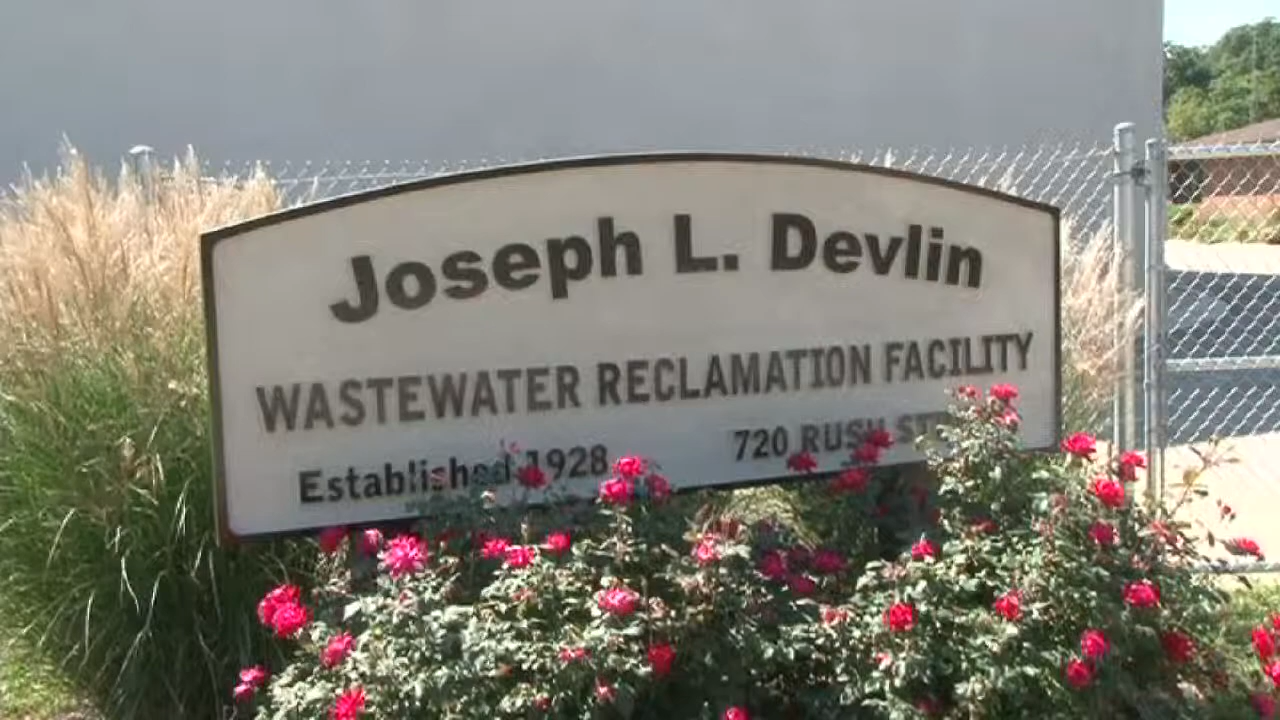 Joseph L. Devlin
WASTEWATER RECLAMATION FACILITY
Established 1928 720 RUSH